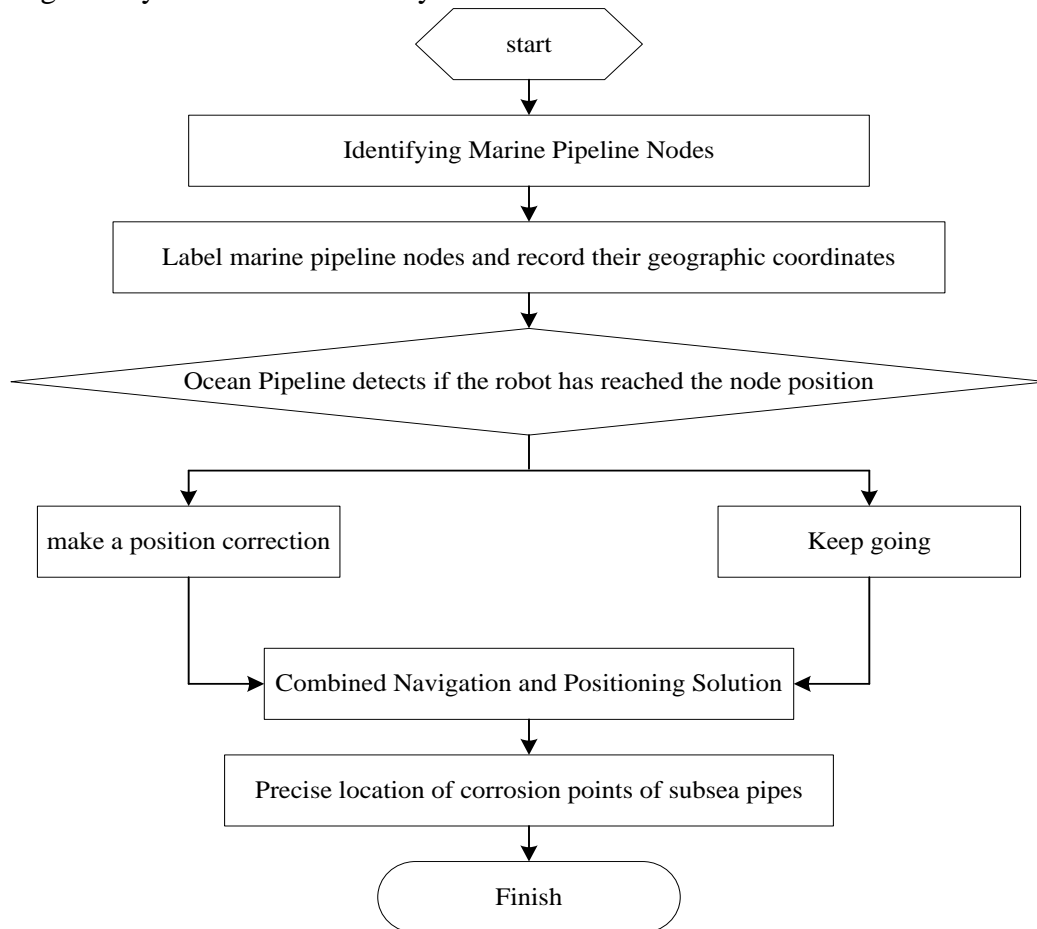 start
Identifying Marine Pipeline Nodes
Label marine pipeline nodes and record their geographic coordinates
Ocean Pipeline detects if the robot has reached the node position
make a position correction
Keep going
Combined Navigation and Positioning Solution
Precise location of corrosion points of subsea pipes
Finish